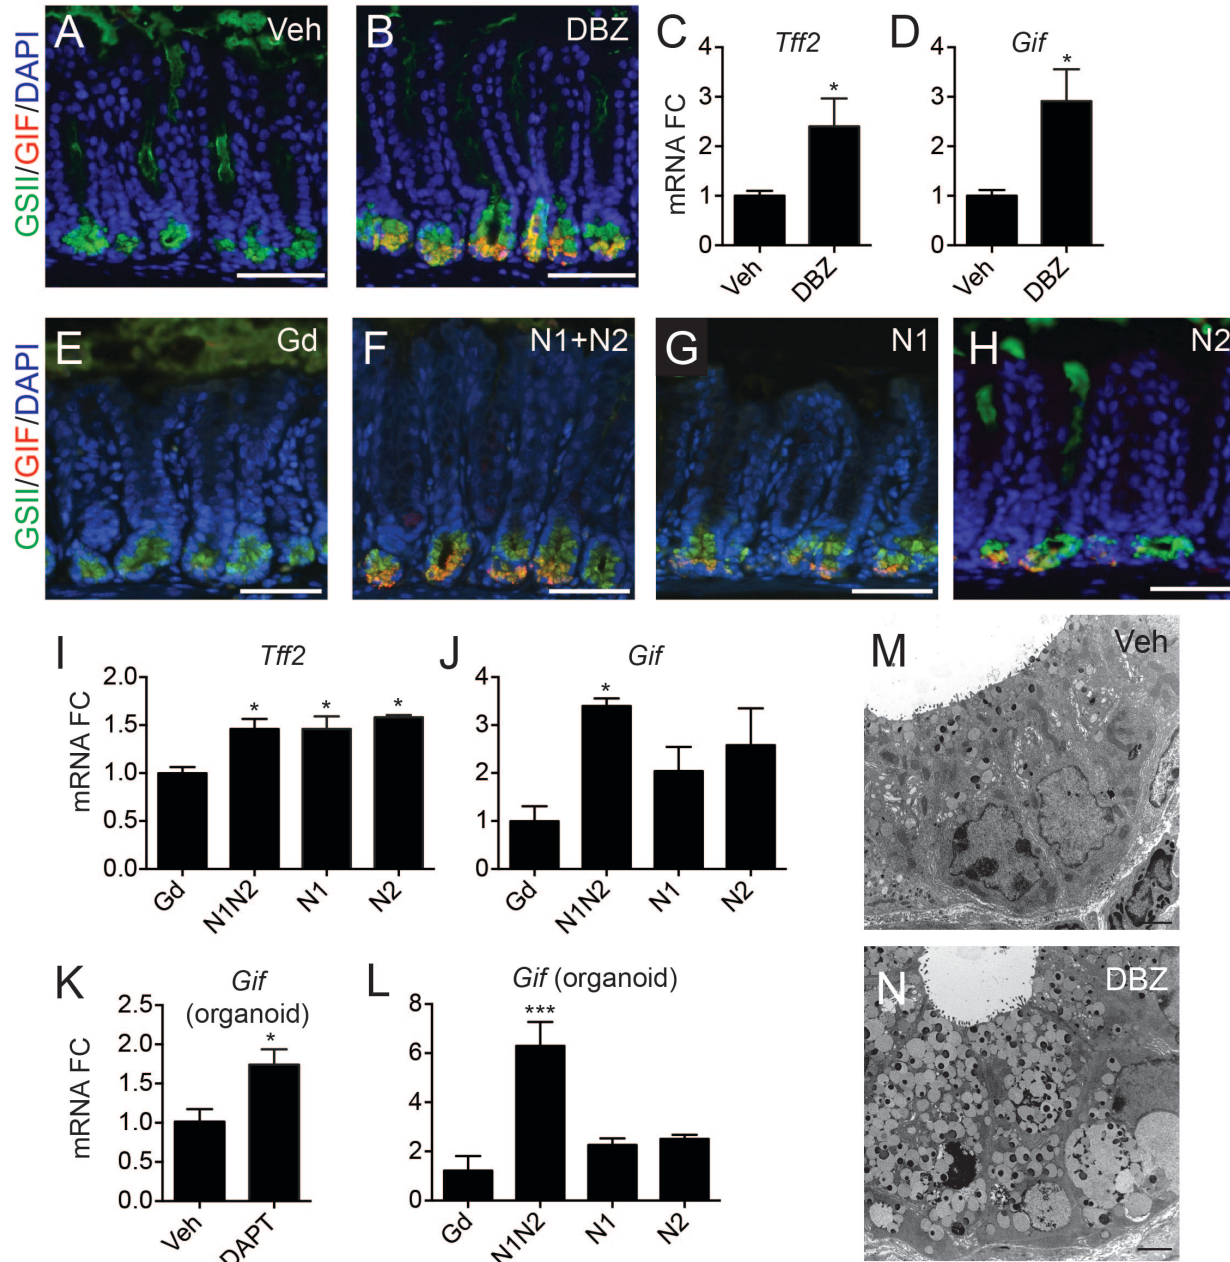 A
Veh
B
DBZ
GSII/GIF/DAPI
C
Tff2
mRNA FC
4
3
2
1
0
*
Veh
DBZ
D
Gif
4
3
2
1
0
*
Veh
DBZ
GSII/GIF/DAPI
E
Gd
F
N1+N2
G
N1
H
N2
I
Tff2
mRNA FC
2.0
1.5
1.0
0.5
0.0
*
*
*
Gd
N1N2
N1
N2
J
Gif
4
3
2
1
0
*
Gd
N1N2
N1
N2
M
Veh
K
Gif
(organoid)
mRNA FC
2.5
2.0
1.5
1.0
0.5
0.0
*
Veh
DAPT
L
Gif (organoid)
8
6
4
2
0
***
Gd
N1N2
N1
N2
N
DBZ